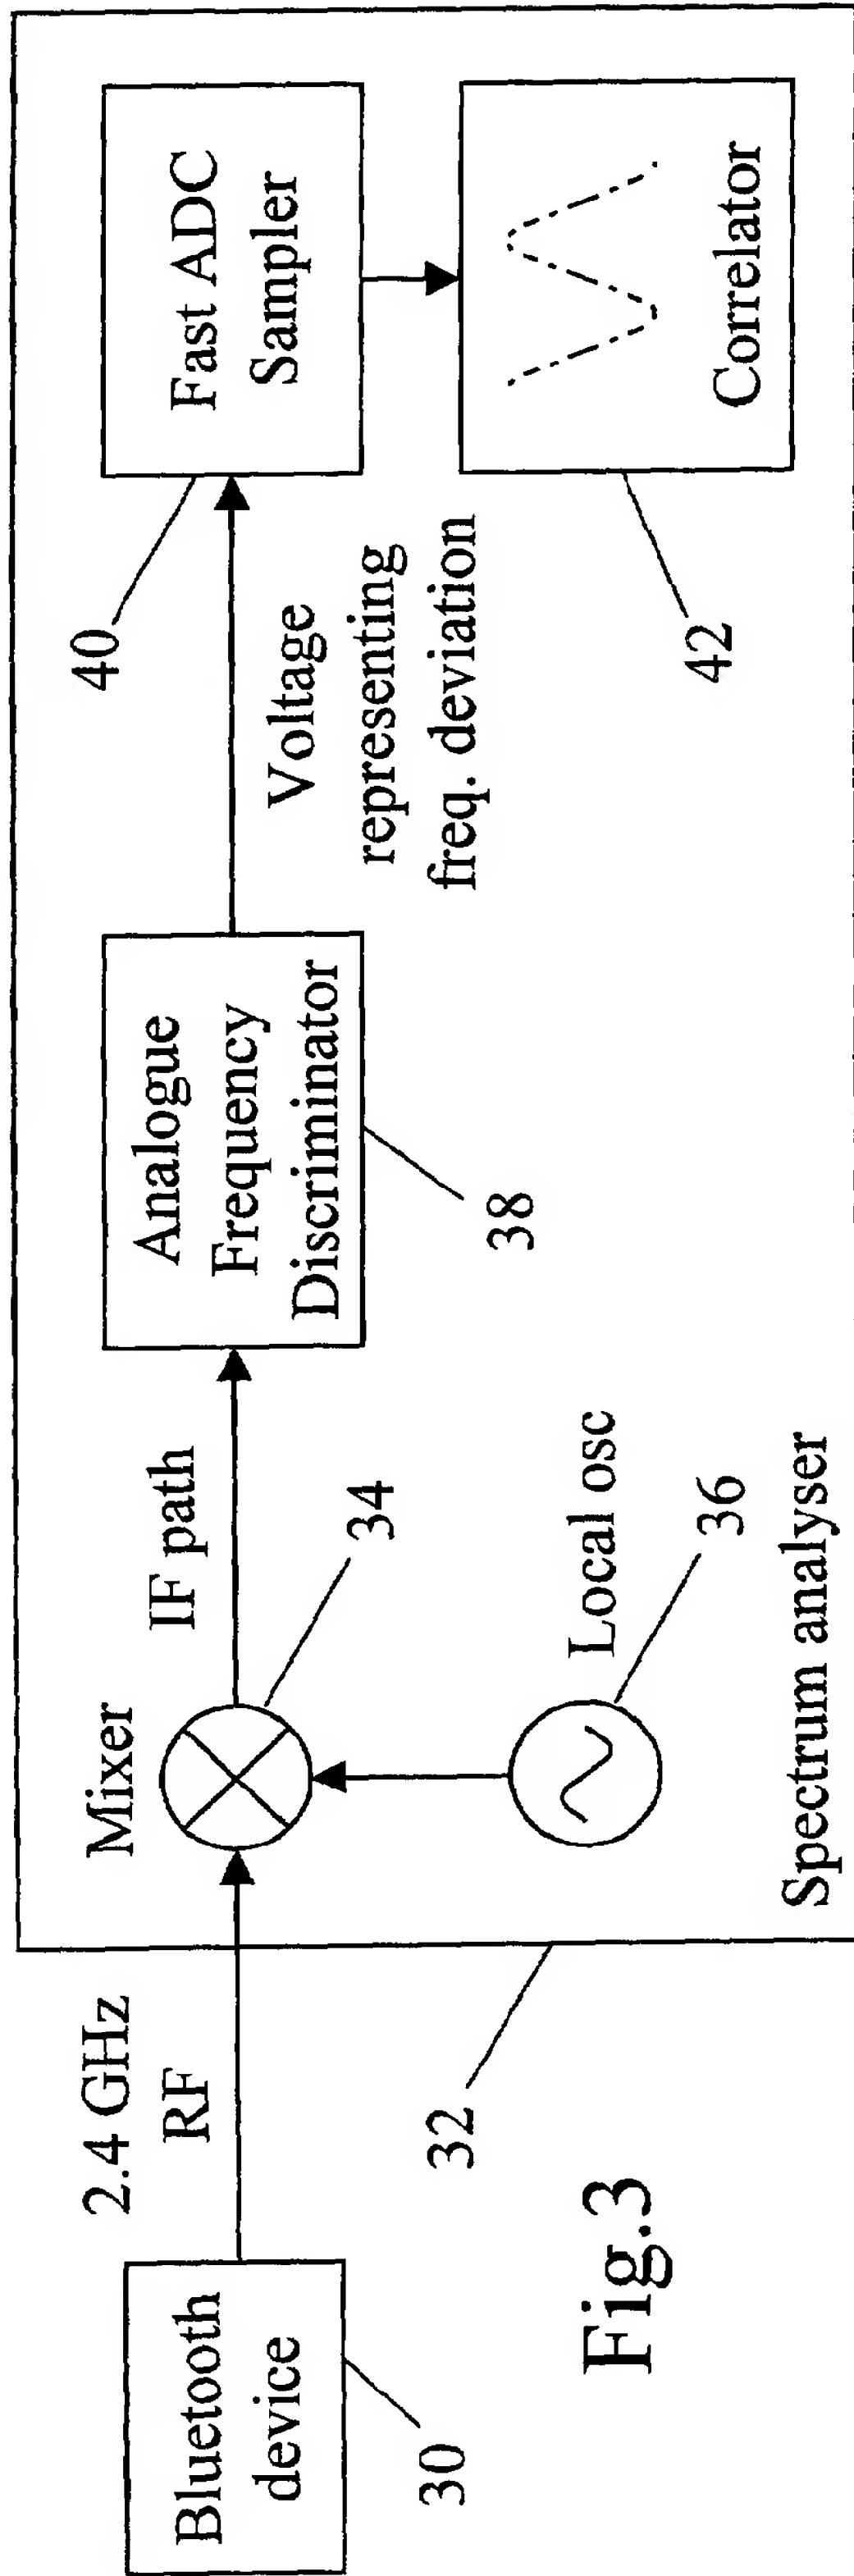 2.4 GHz
RF
Bluetooth
device
30
32
Mixer
IF path
34
Local osc
36
Spectrum analyser
Analogue
Frequency
Discriminator
38
Voltage
representing
freq. deviation
40
Fast ADC
Sampler
42
Correlator
Fig.3